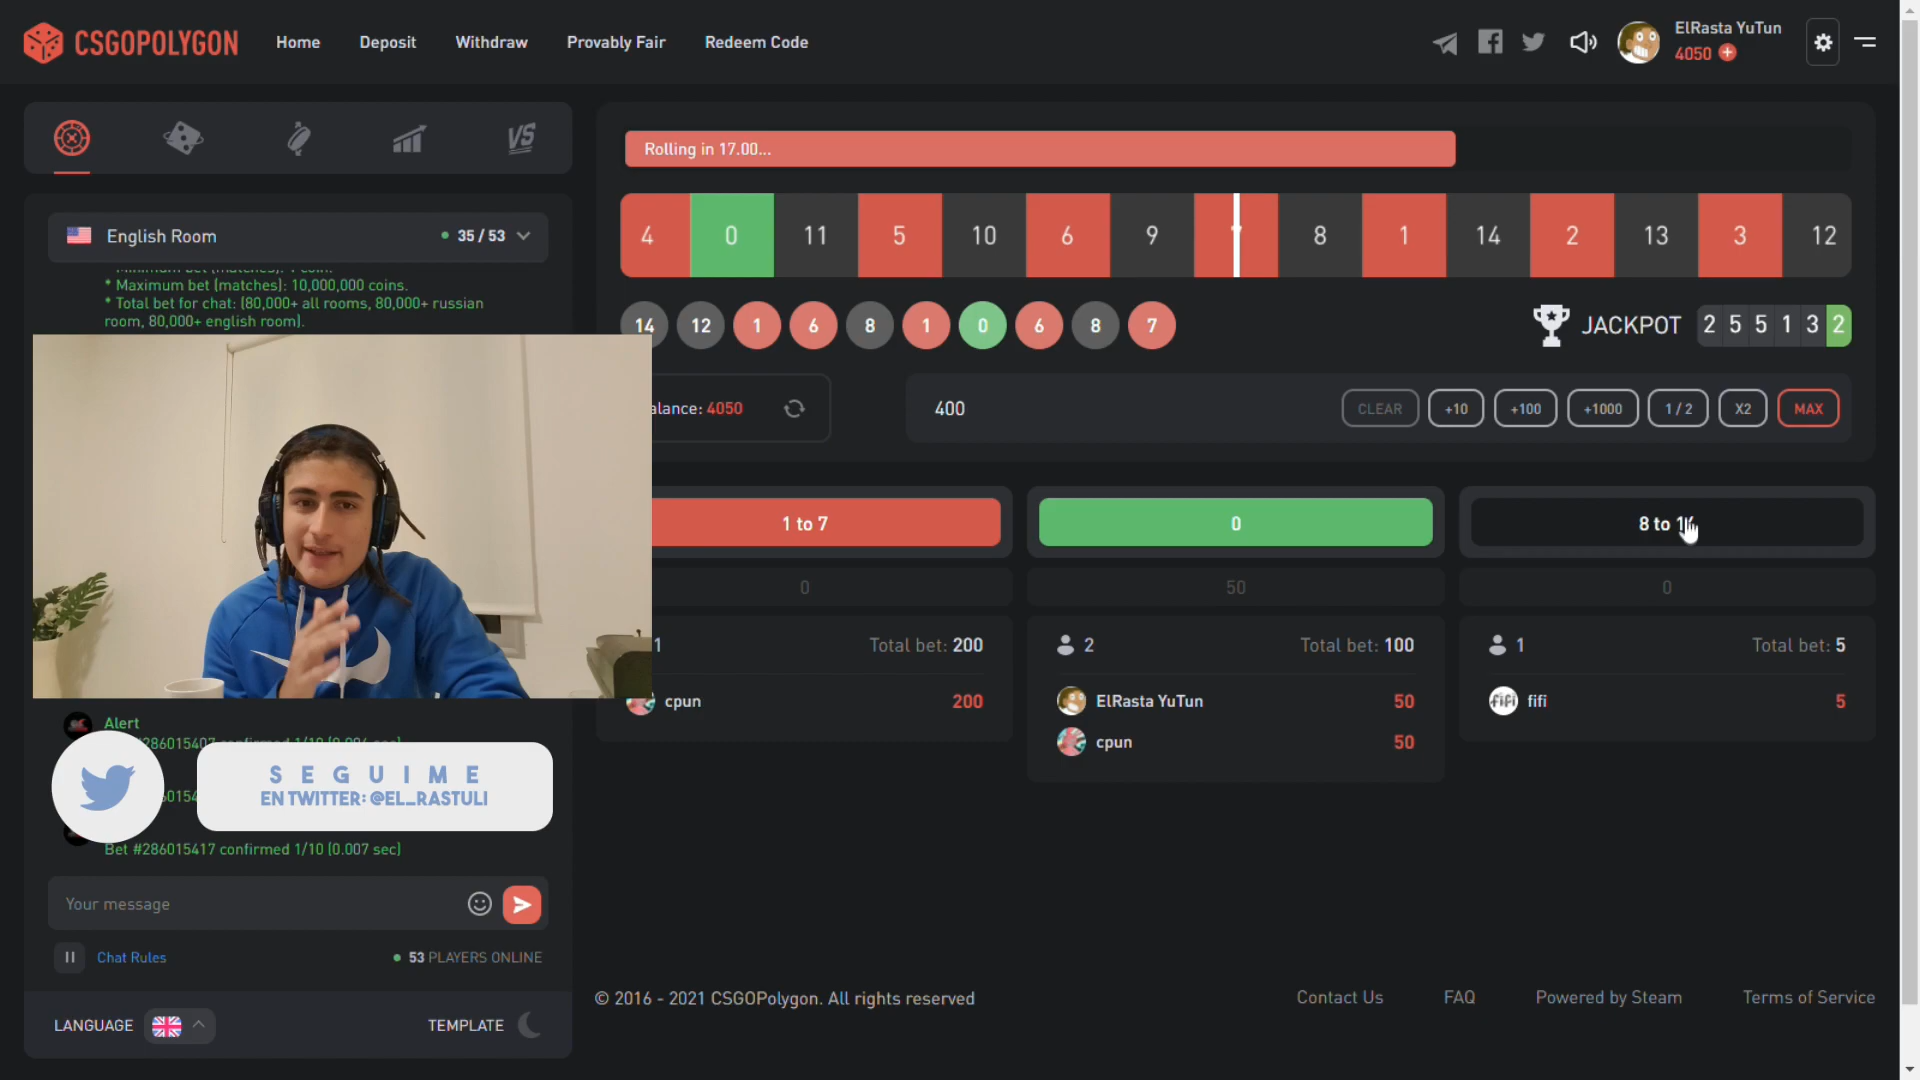 CSGOPOLYGON
Home
Deposit
Withdraw
Provably Fair
Redeem Code
ElRasta YuTun
4050
VS
Rolling in 17.00...
English Room
35 / 53
4
0
11
5
10
6
9
7
8
1
14
2
13
3
12
* Maximum bet (matches): 10,000,000 coins.
* Total bet for chat: (80,000+ all rooms, 80,000+ russian
room, 80,000+ english room).
14
12
1
6
8
1
0
6
8
7
JACKPOT
2 5 5 1 3 2
alance: 4050
400
CLEAR
+10
+100
+1000
1 / 2
X2
MAX
1 to 7
0
8 to
0
50
0
1
Total bet: 200
2
Total bet: 100
1
Total bet: 5
cpun
200
ElRasta YuTun
50
cpun
50
fifi
fifi
5
Alert
SEGUIME
EN TWITTER: @EL_RASTULI
Bet #286015417 confirmed 1/10 (0.007 sec)
Your message
Chat Rules
53 PLAYERS ONLINE
LANGUAGE
TEMPLATE
© 2016 - 2021 CSGOPolygon. All rights reserved
Contact Us
FAQ
Powered by Steam
Terms of Service